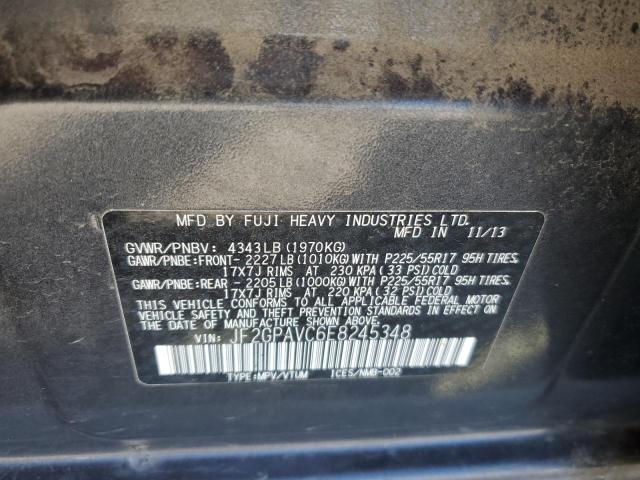 MFD BY FUJI HEAVY INDUSTRIES LTD.
MFD IN 11/13
GVWR/PNBV: 4343LB (1970KG)
GAWR/PNBE:FRONT- 2227LB (1010KG) WITH P225/55R17 95H TIRES.
17X7J RIMS AT 230 KPA (33 PSI) COLD
GAWR/PNBE:REAR - 2205LB (1000KG) WITH P225/55R17 95H TIRES.
17X7J RIMS AT 220 KPA (32 PSI) COLD
THIS VEHICLE CONFORMS TO ALL APPLICABLE FEDERAL MOTOR
VEHICLE SAFETY, BUMPER, AND THEFT PREVENTION STANDARDS IN EFFECT ON
THE DATE OF MANUFACTURE SHOWN ABOVE.
VIN: JF2GPAVC6E8245348
TYPE:MPV/VTUM ICES/NMB-002